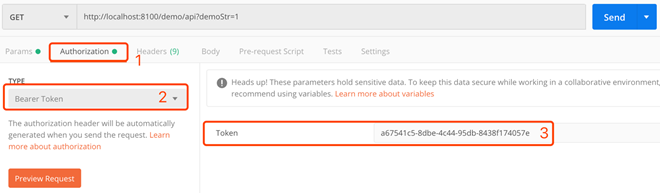 GET
http://localhost:8100/demo/api?demoStr=1
Send
Params
Authorization
Headers (9)
Body
Pre-request Script
Tests
Settings
1
TYPE
Bearer Token
2
The authorization header will be automatically
generated when you send the request. Learn
more about authorization
Preview Request
Heads up! These parameters hold sensitive data. To keep this data secure while working in a collaborative environment,
recommend using variables. Learn more about variables
Token
a67541c5-8dbe-4c44-95db-8438f174057e
3